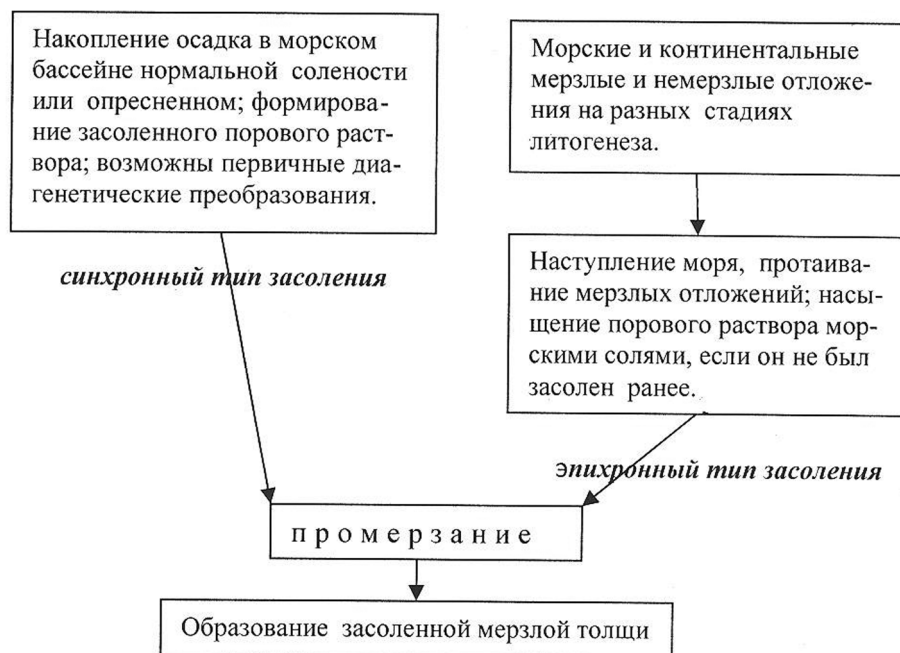 Накопление осадка в морском
бассейне нормальной солености
или опресненном; формирова-
ние засоленного порового раст-
вора; возможны первичные диа-
генетические преобразования.
Морские и континентальные
мерзлые и немерзлые отложе-
ния на разных стадиях
литогенеза.
синхронный тип засоления
Наступление моря, протаива-
ние мерзлых отложений; насы-
щение порового раствора мор-
скими солями, если он не был
засолен ранее.
эпихронный тип засоления
промерзание
Образование засоленной мерзлой толщи